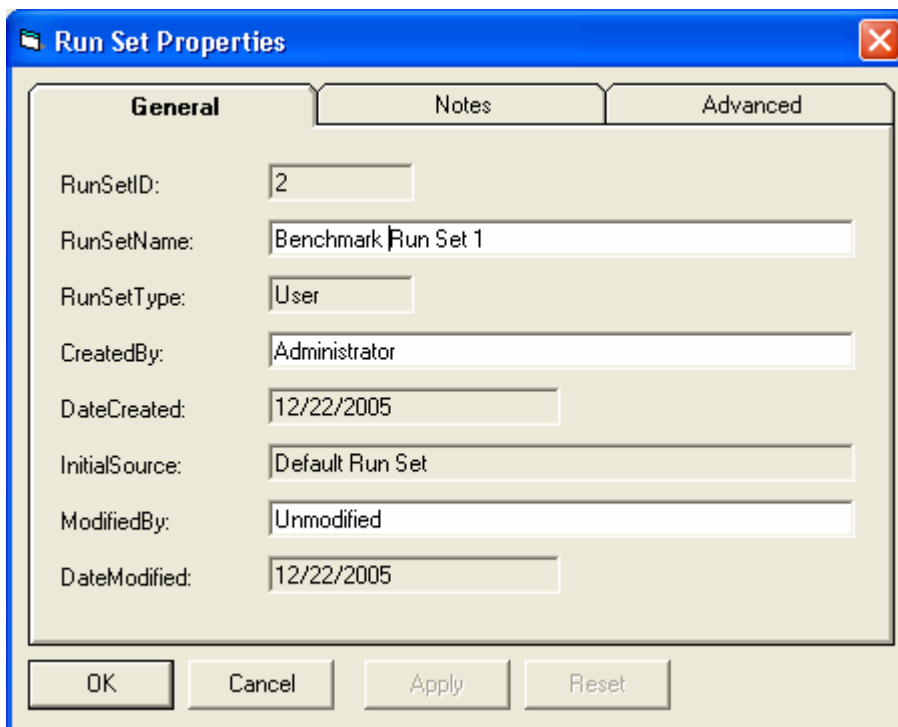 Run Set Properties
General Notes Advanced
RunSetID: 2
RunSetName: Benchmark Run Set 1
RunSetType: User
CreatedBy: Administrator
DateCreated: 12/22/2005
InitialSource: Default Run Set
ModifiedBy: Unmodified
DateModified: 12/22/2005
OK Cancel Apply Reset